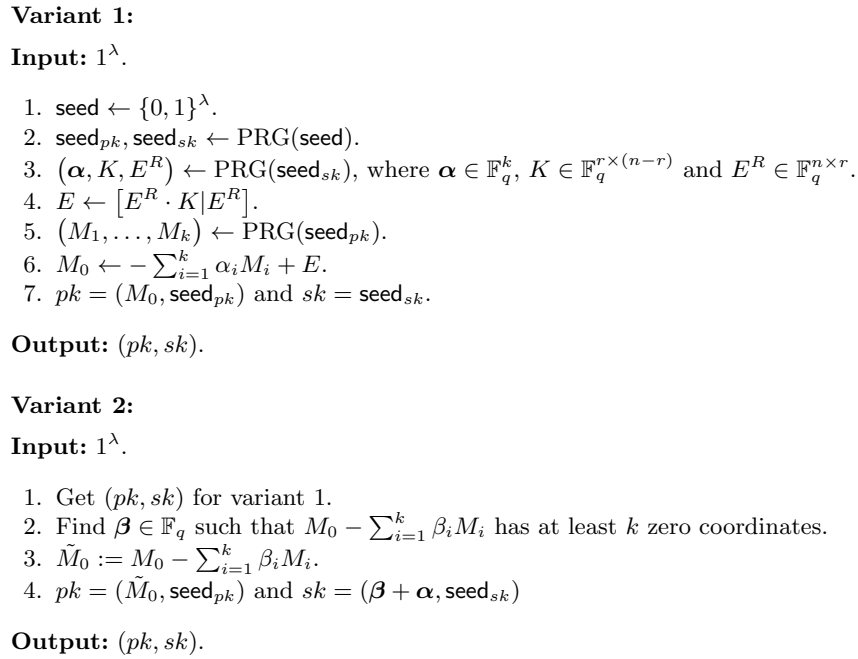 Variant 1:
Input: 1^λ.
1. seed ← {0, 1}^λ.
2. seed_pk, seed_sk ← PRG(seed).
3. (α, K, E^R) ← PRG(seed_sk), where α ∈ 𝔽_q^k, K ∈ 𝔽_q^{r×(n−r)} and E^R ∈ 𝔽_q^{n×r}.
4. E ← [E^R · K|E^R].
5. (M_1, . . . , M_k) ← PRG(seed_pk).
6. M_0 ← − ∑_{i=1}^k α_i M_i + E.
7. pk = (M_0, seed_pk) and sk = seed_sk.
Output: (pk, sk).
Variant 2:
Input: 1^λ.
1. Get (pk, sk) for variant 1.
2. Find β ∈ 𝔽_q such that M_0 − ∑_{i=1}^k β_i M_i has at least k zero coordinates.
3. M̃_0 := M_0 − ∑_{i=1}^k β_i M_i.
4. pk = (M̃_0, seed_pk) and sk = (β + α, seed_sk)
Output: (pk, sk).